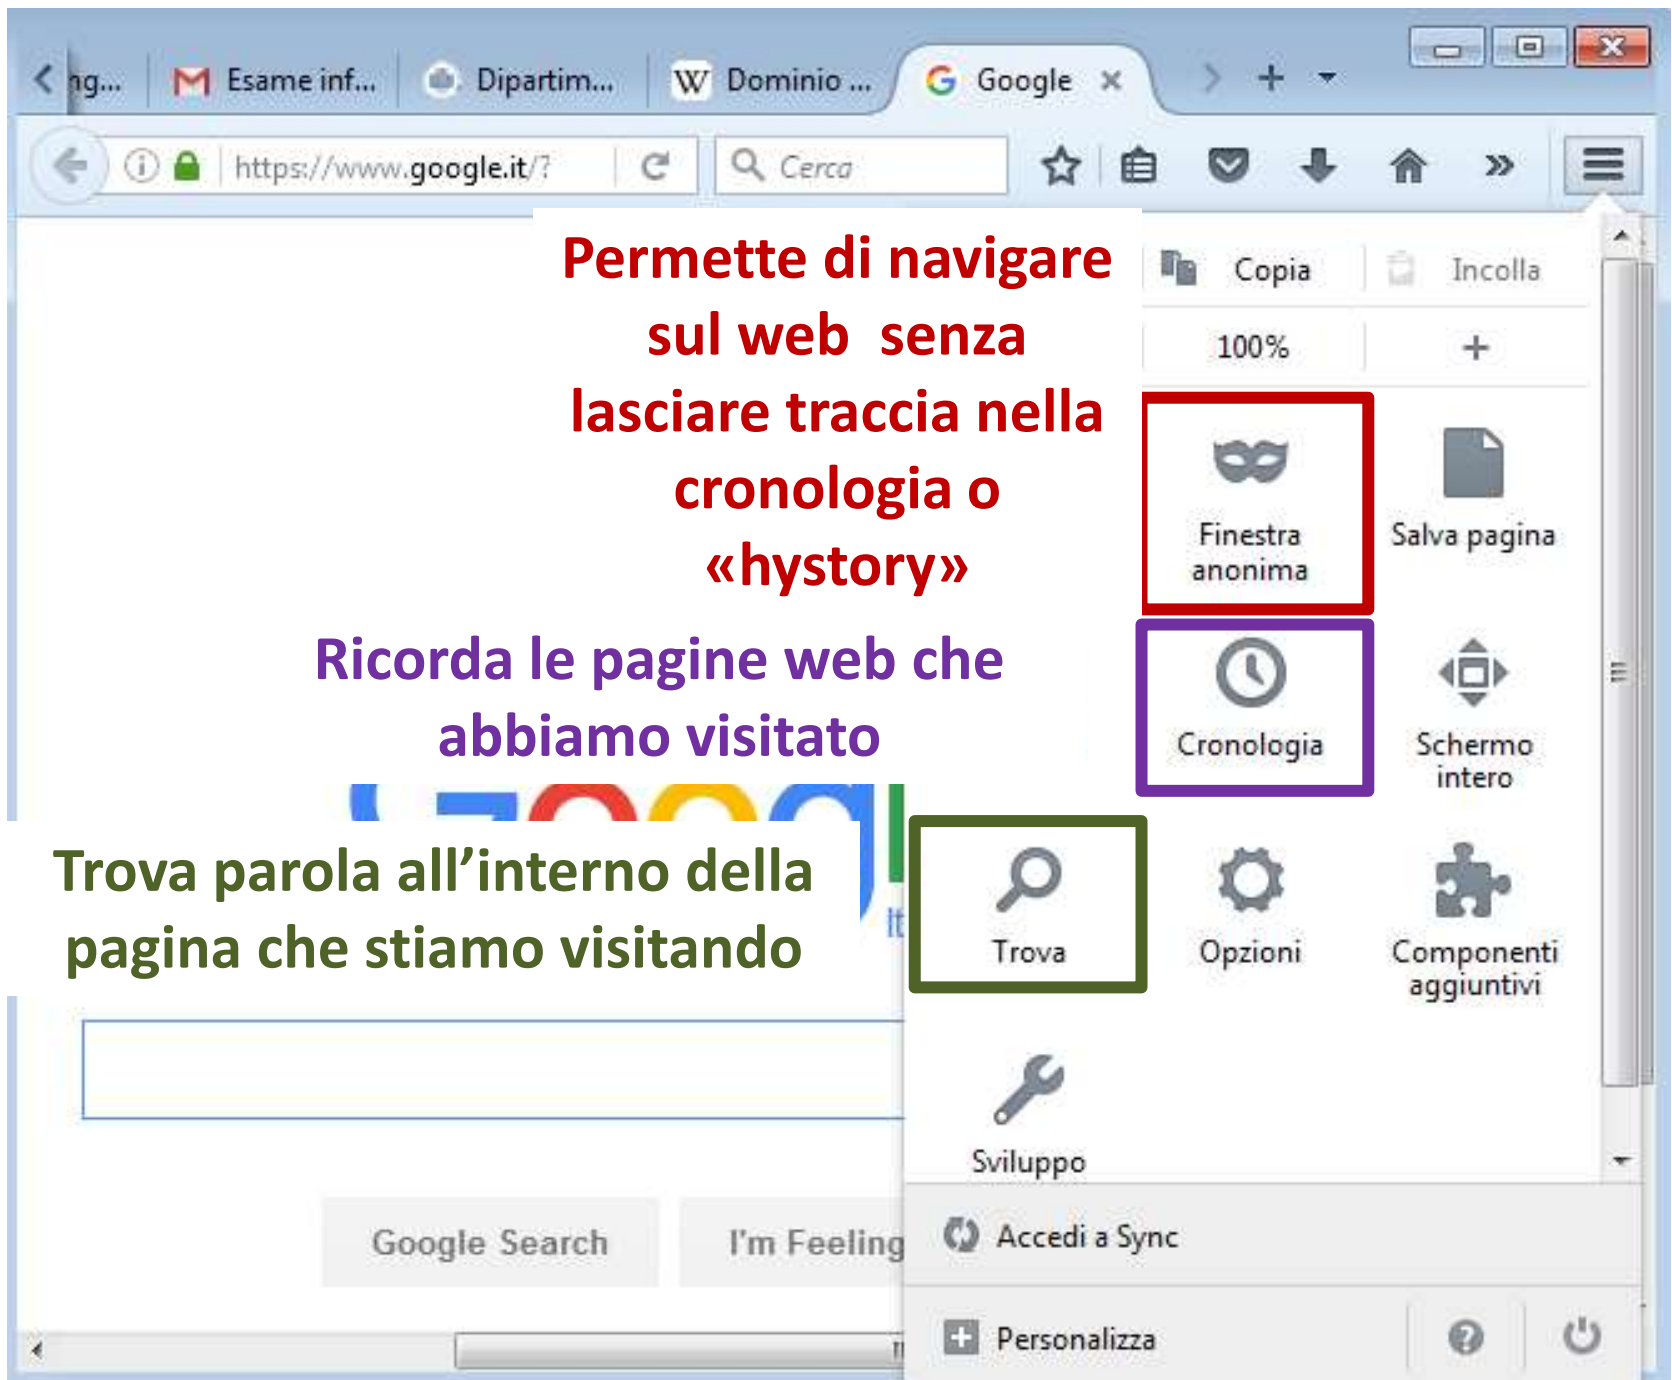 ng...
Esame inf...
Dipartim...
Dominio ...
Google
https://www.google.it/?
Cerca
Permette di navigare
sul web senza
lasciare traccia nella
cronologia o
«hystory»
Copia
Incolla
100%
Finestra
anonima
Salva pagina
Ricorda le pagine web che
abbiamo visitato
Cronologia
Schermo
intero
Trova parola all’interno della
pagina che stiamo visitando
Trova
Opzioni
Componenti
aggiuntivi
Sviluppo
Google Search
I'm Feeling
Accedi a Sync
Personalizza